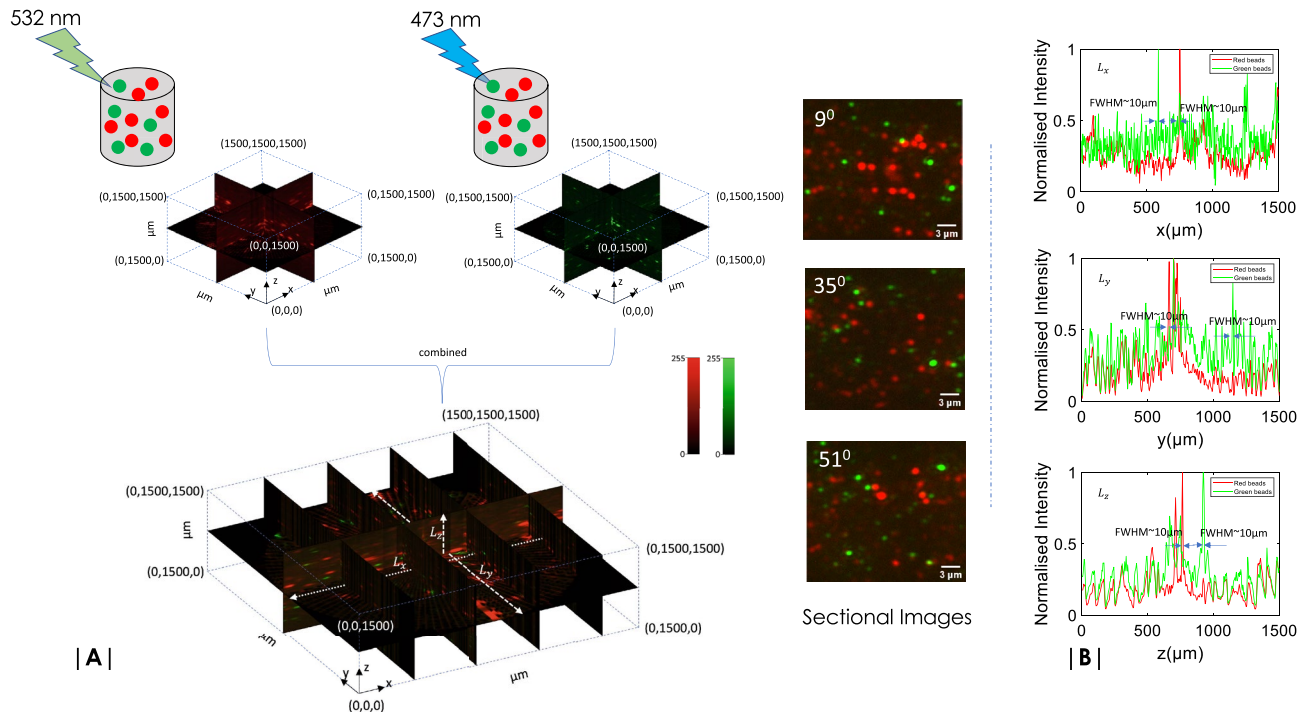 532 nm
473 nm
(1500,1500,1500)
(0,1500,1500)
(0,1500,1500)
(0,0,1500)
(0,1500,0)
(0,1500,0)
μm
μm
μm
z
y
x
(0,0,0)
(1500,1500,1500)
(0,1500,1500)
(0,1500,1500)
(0,0,1500)
(0,1500,0)
(0,1500,0)
μm
μm
μm
z
y
x
(0,0,0)
combined
255
255
0
0
(1500,1500,1500)
(0,1500,1500)
(0,1500,1500)
(0,1500,0)
(0,1500,0)
(0,0,1500)
Lz
Lx
Ly
μm
μm
μm
z
y
x
(0,0,0)
|A|
9⁰
3 μm
35⁰
3 μm
51⁰
3 μm
Sectional Images
Normalised Intensity
1
0.5
0
Lx
Red beads
Green beads
FWHM~10μm
FWHM~10μm
0
500
1000
1500
x(μm)
Normalised Intensity
1
0.5
0
Ly
Red beads
Green beads
FWHM~10μm
FWHM~10μm
0
500
1000
1500
y(μm)
Normalised Intensity
1
0.5
0
Lz
Red beads
Green beads
FWHM~10μm
FWHM~10μm
0
500
1000
1500
z(μm)
|B|